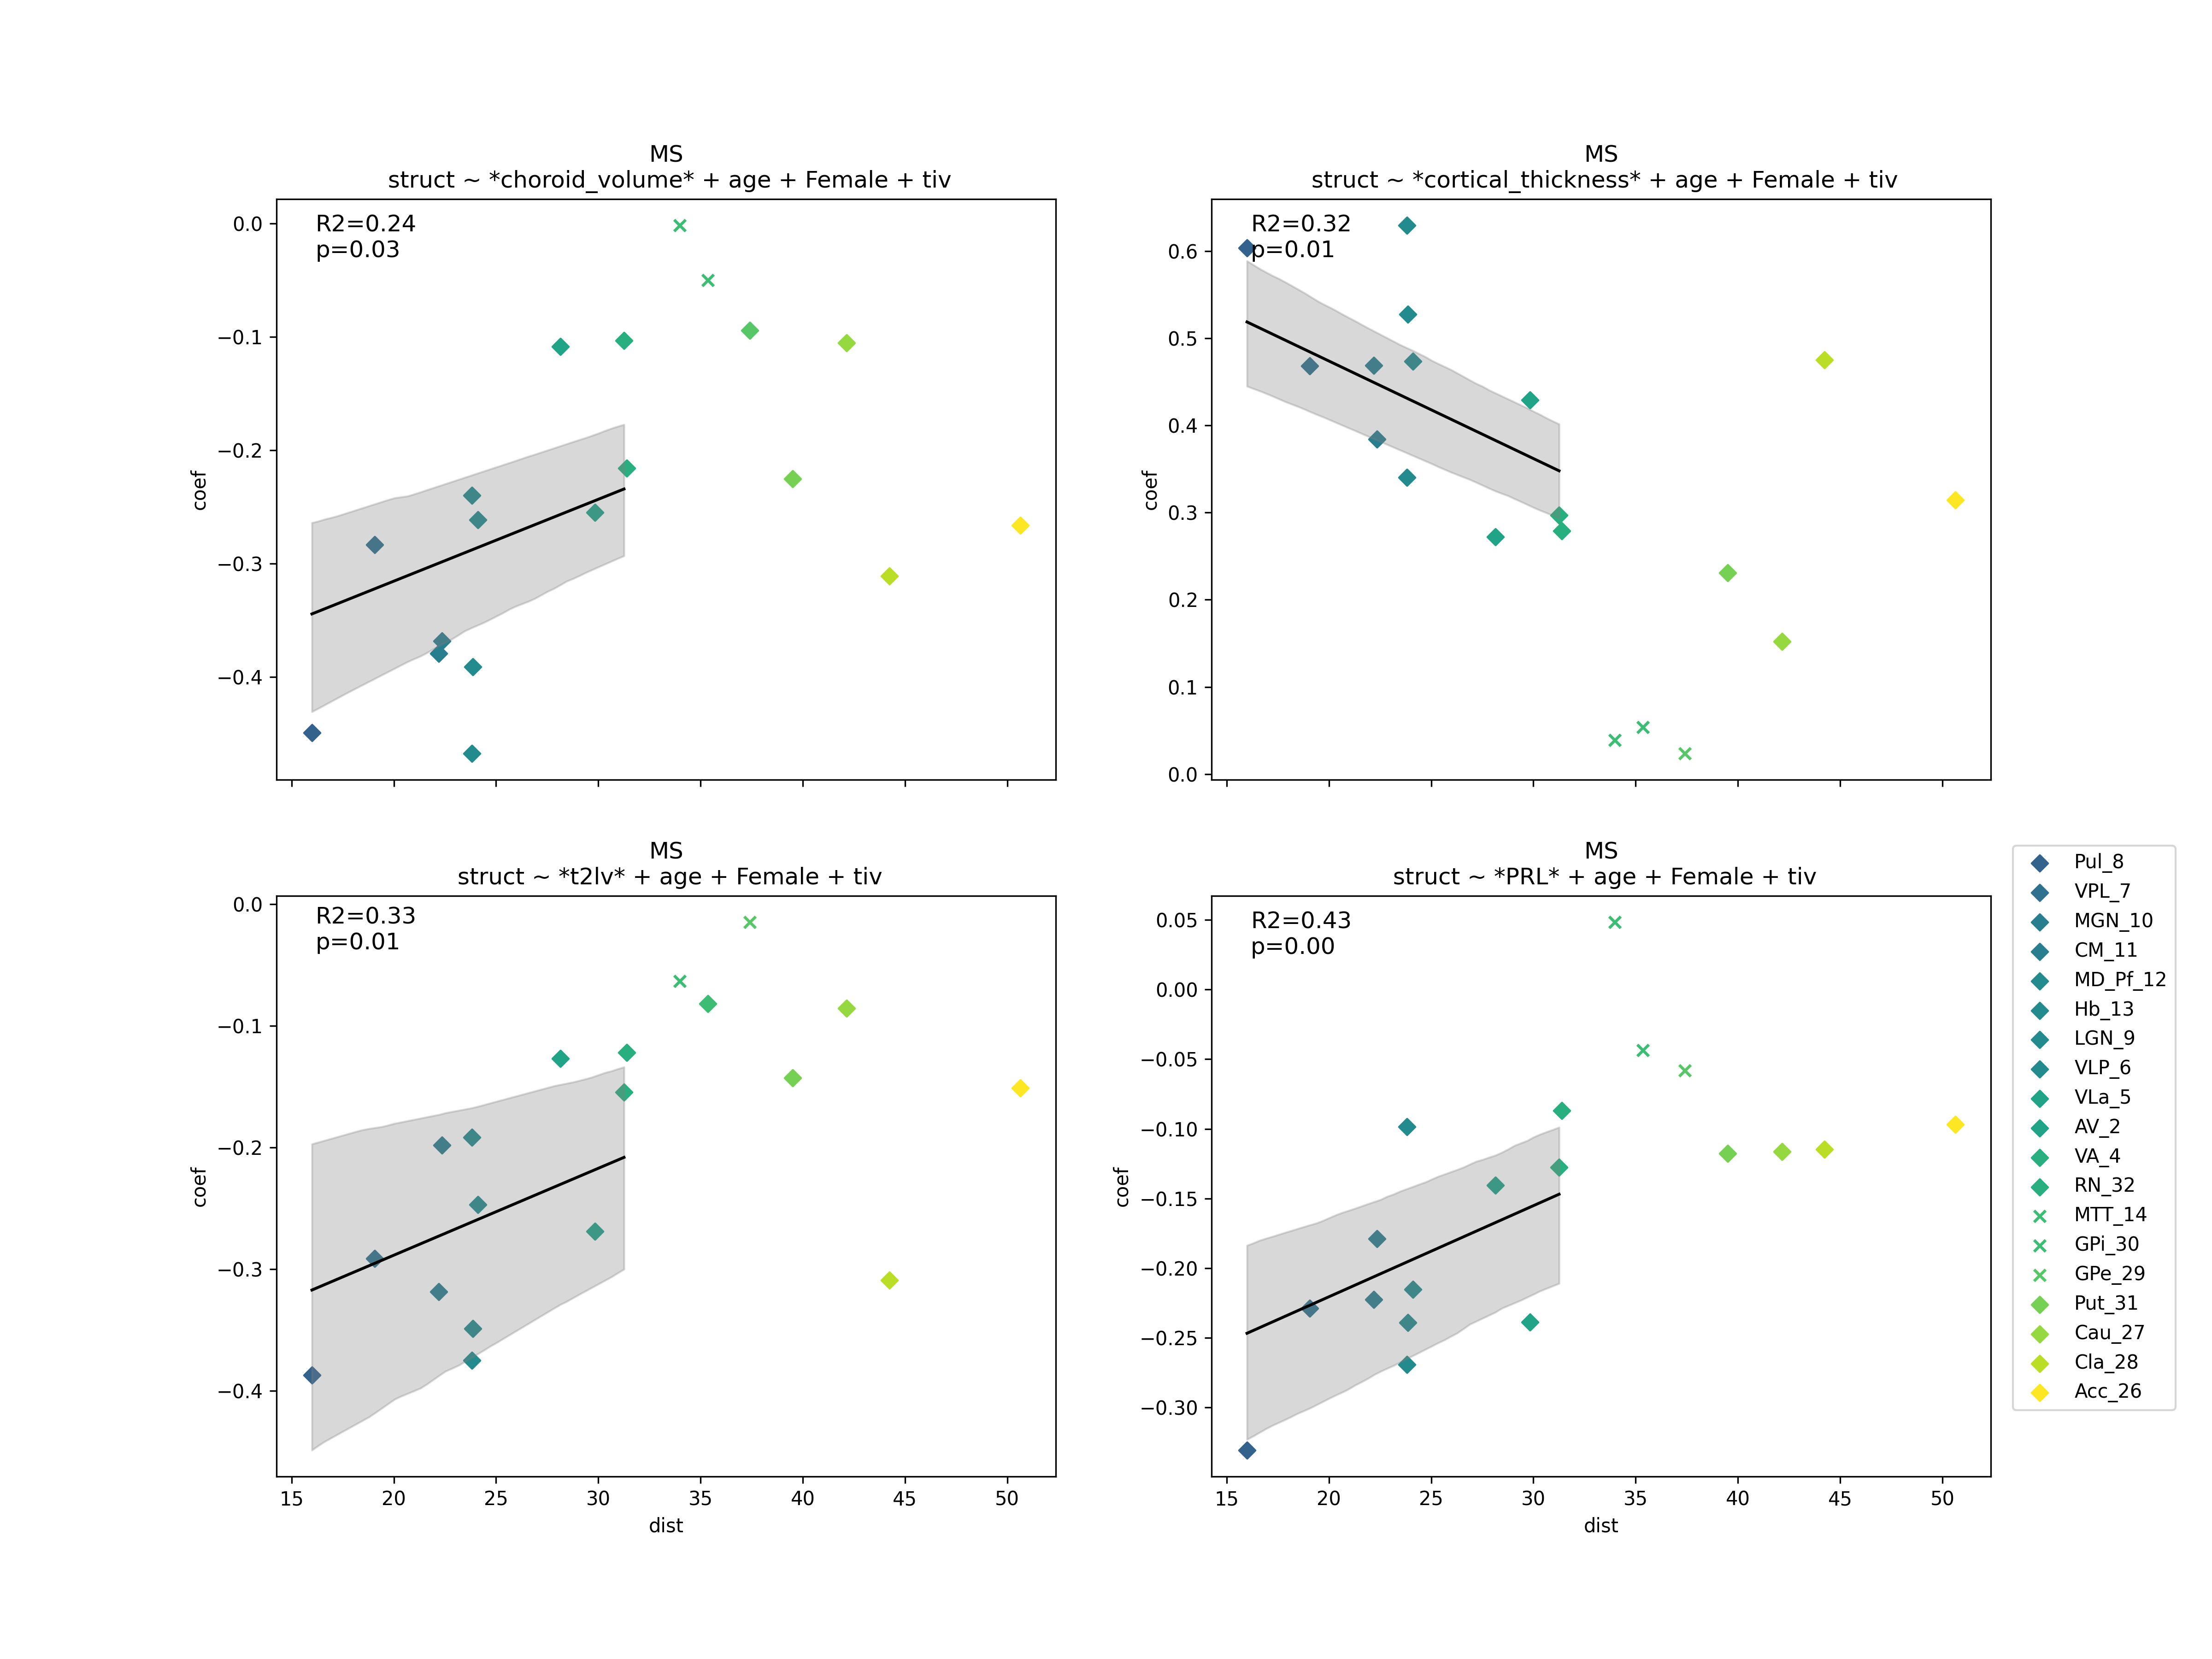 MS
struct ~ *choroid_volume* + age + Female + tiv
R2=0.24
p=0.03
0.0
−0.1
−0.2
−0.3
−0.4
coef
MS
struct ~ *cortical_thickness* + age + Female + tiv
R2=0.32
p=0.01
0.6
0.5
0.4
0.3
0.2
0.1
0.0
coef
MS
struct ~ *t2lv* + age + Female + tiv
R2=0.33
p=0.01
0.0
−0.1
−0.2
−0.3
−0.4
coef
15 20 25 30 35 40 45 50
dist
MS
struct ~ *PRL* + age + Female + tiv
R2=0.43
p=0.00
0.05
0.00
−0.05
−0.10
−0.15
−0.20
−0.25
−0.30
coef
15 20 25 30 35 40 45 50
dist
Pul_8
VPL_7
MGN_10
CM_11
MD_Pf_12
Hb_13
LGN_9
VLP_6
VLa_5
AV_2
VA_4
RN_32
MTT_14
GPi_30
GPe_29
Put_31
Cau_27
Cla_28
Acc_26